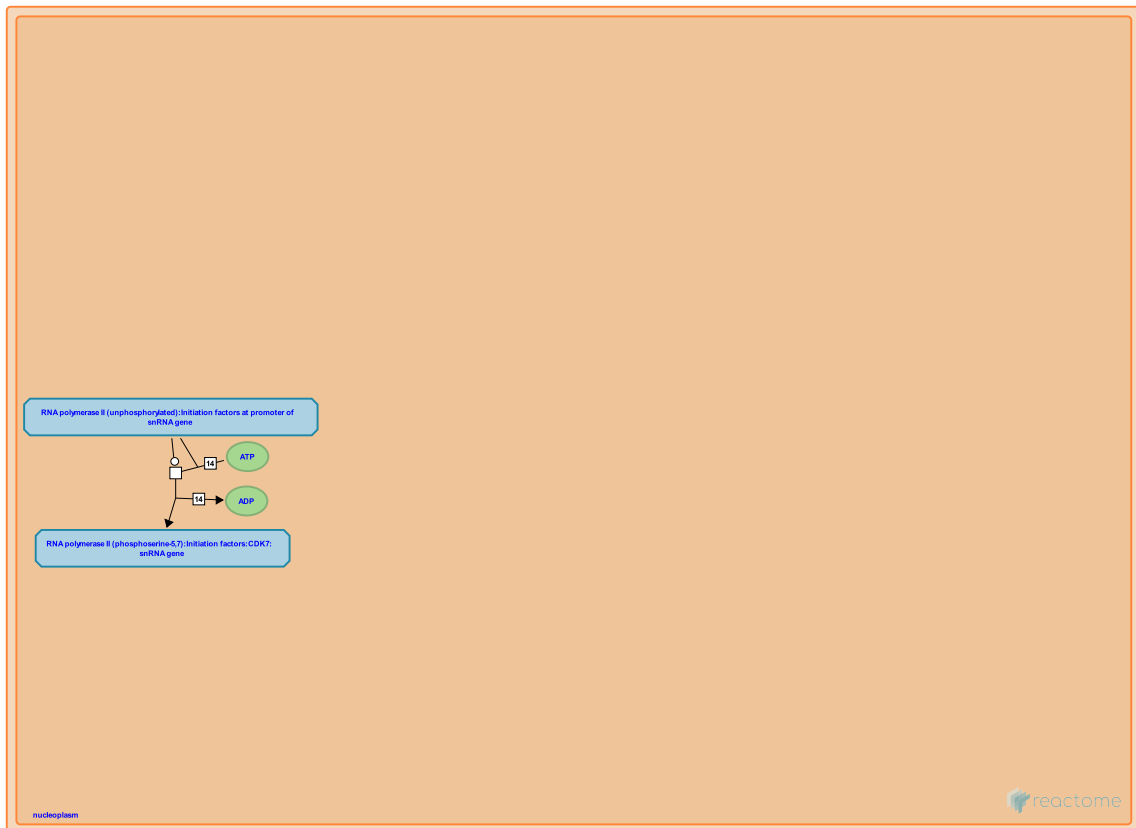 RNA polymerase II (unphosphorylated):Initiation factors at promoter of
snRNA gene
14
ATP
14
ADP
RNA polymerase II (phosphoserine-5,7):Initiation factors:CDK7:
snRNA gene
reactome
nucleoplasm